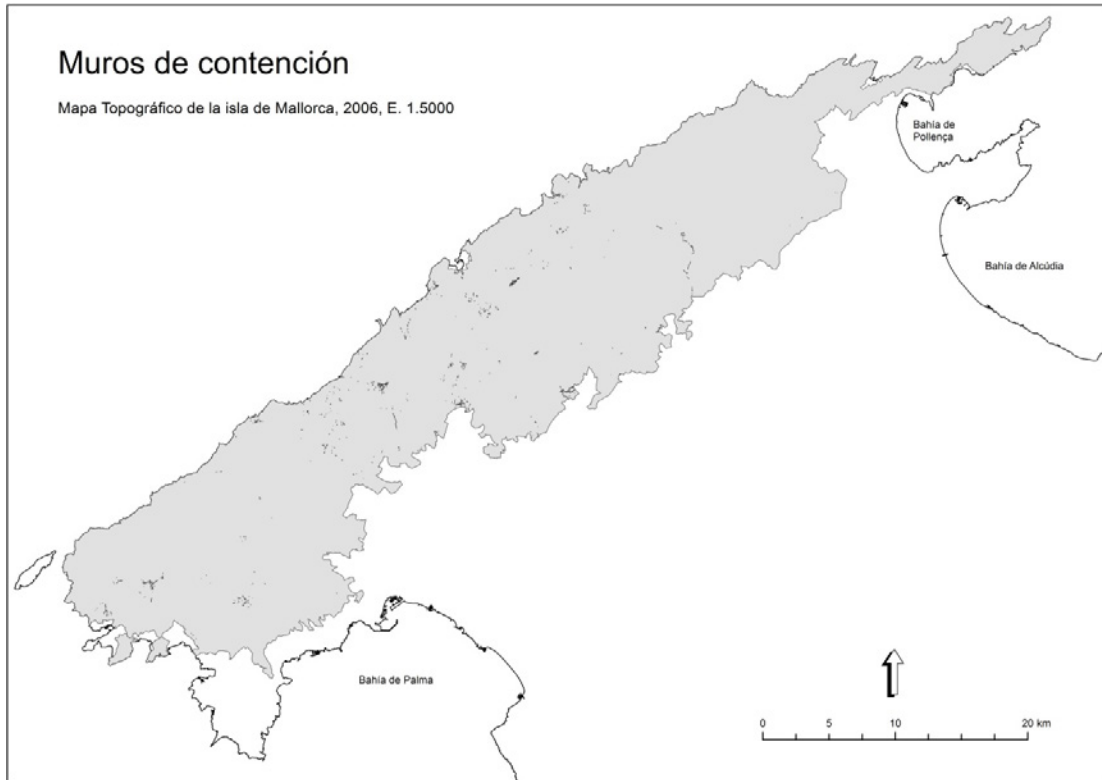 Muros de contención
Mapa Topográfico de la isla de Mallorca, 2006, E. 1.5000
Bahía de
Pollença
Bahía de Alcúdia
Bahía de Palma
0 5 10 20 km